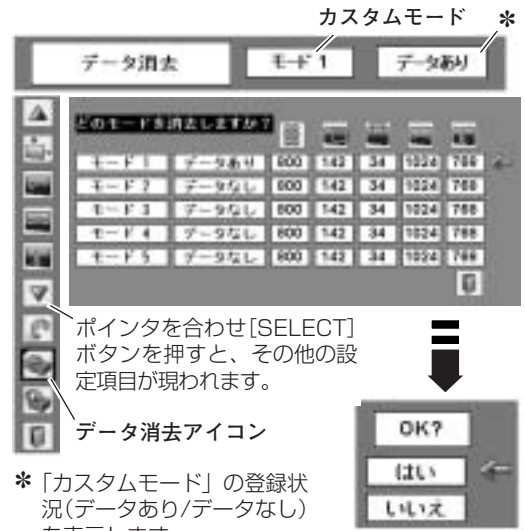 カスタムモード *
データ消去 モード1 データあり
どのモードを消去しますか?
モード1 データあり 800 142 34 1024 768
モード2 データなし 800 142 34 1024 768
モード3 データなし 800 142 34 1024 768
モード4 データなし 800 142 34 1024 768
モード5 データなし 800 142 34 1024 768
ポインタを合わせ[SELECT]
ボタンを押すと、その他の設
定項目が現われます。
データ消去アイコン
OK?
はい
いいえ
*「カスタムモード」の登録状
況(データあり/データなし)
を表示します